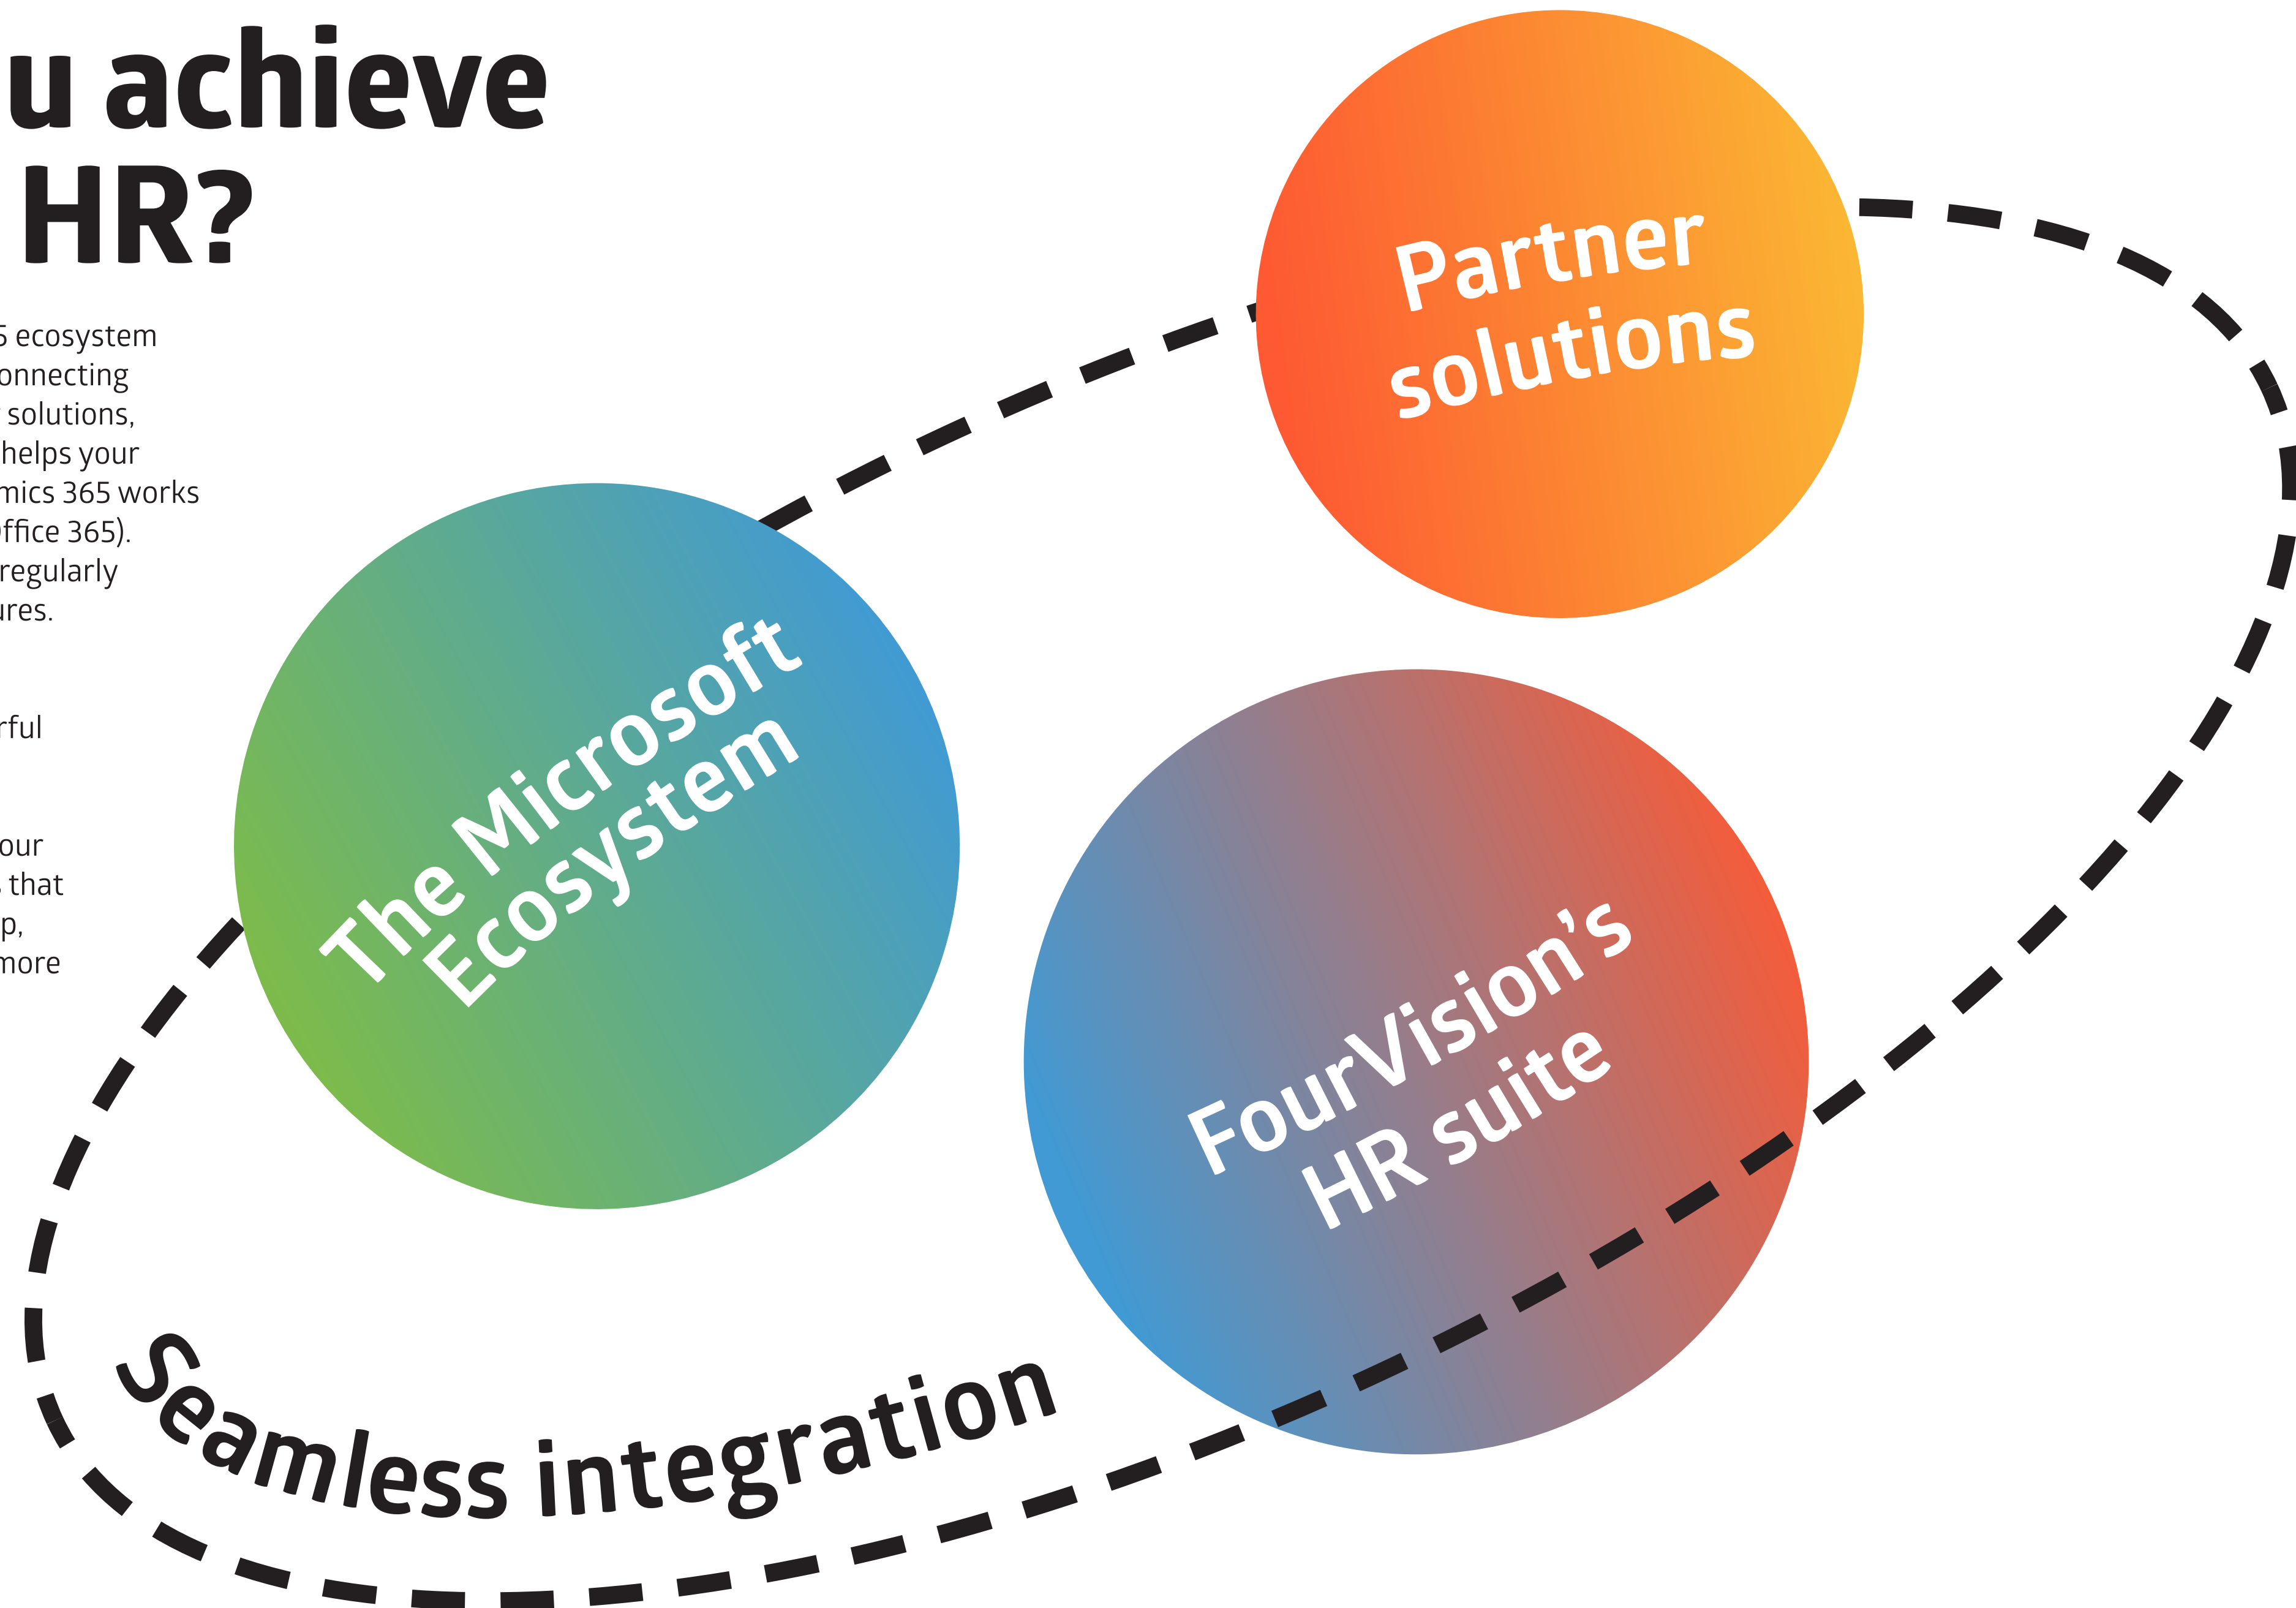 u achieve
HR?
5 ecosystem
onnecting
solutions,
helps your
mics 365 works
ffice 365).
regularly
ures.
rful
our
that
p,
more
Partner
solutions
The Microsoft
Ecosystem
FourVision’s
HR suite
Seamless integration